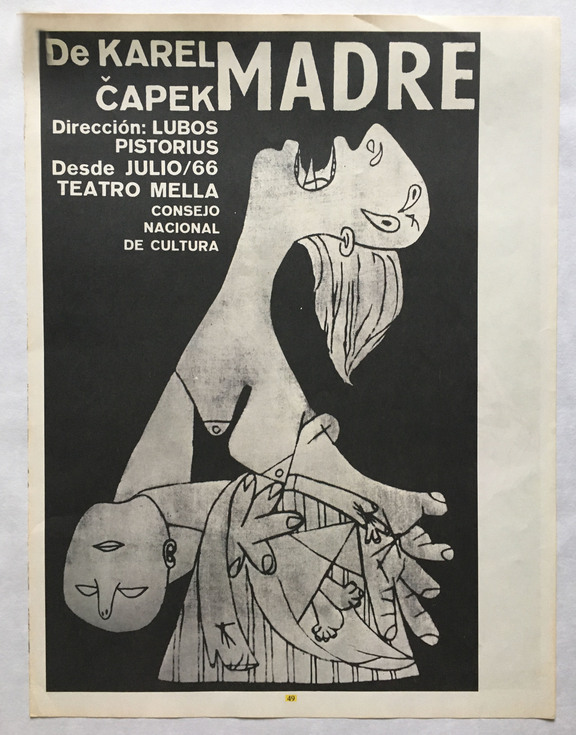 De KAREL
ČAPEK
MADRE
Dirección: LUBOS
PISTORIUS
Desde JULIO/66
TEATRO MELLA
CONSEJO
NACIONAL
DE CULTURA
49